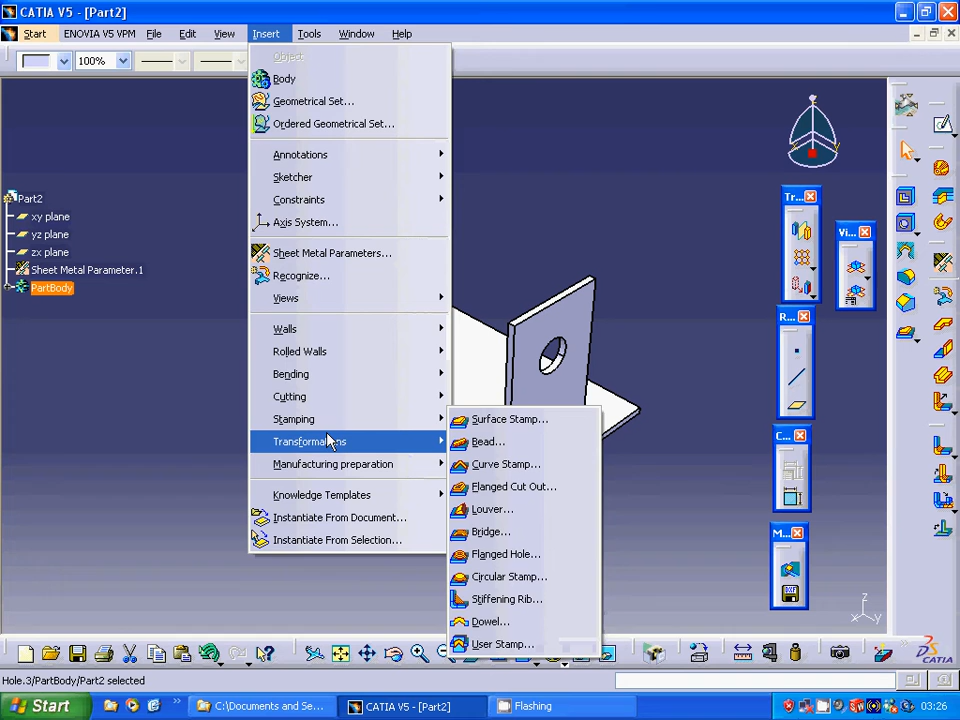 CATIA V5 - [Part2]
Start ENOVIA V5 VPM File Edit View Insert Tools Window Help
100%
Object
Body
Geometrical Set...
Ordered Geometrical Set...
Annotations
Sketcher
Constraints
Axis System...
Sheet Metal Parameters...
Recognize...
Views
Walls
Rolled Walls
Bending
Cutting
Stamping
Transformations
Manufacturing preparation
Knowledge Templates
Instantiate From Document...
Instantiate From Selection...
Surface Stamp...
Bead...
Curve Stamp...
Flanged Cut Out...
Louver...
Bridge...
Flanged Hole...
Circular Stamp...
Stiffening Rib...
Dowel...
User Stamp...
Part2
xy plane
yz plane
zx plane
Sheet Metal Parameter.1
PartBody
Tr...
Vi...
R...
C...
M...
DXF
z
x
y
CATIA
Hole.3/PartBody/Part2 selected
Start
C:\Documents and Se...
CATIA V5 - [Part2]
Flashing
03:26